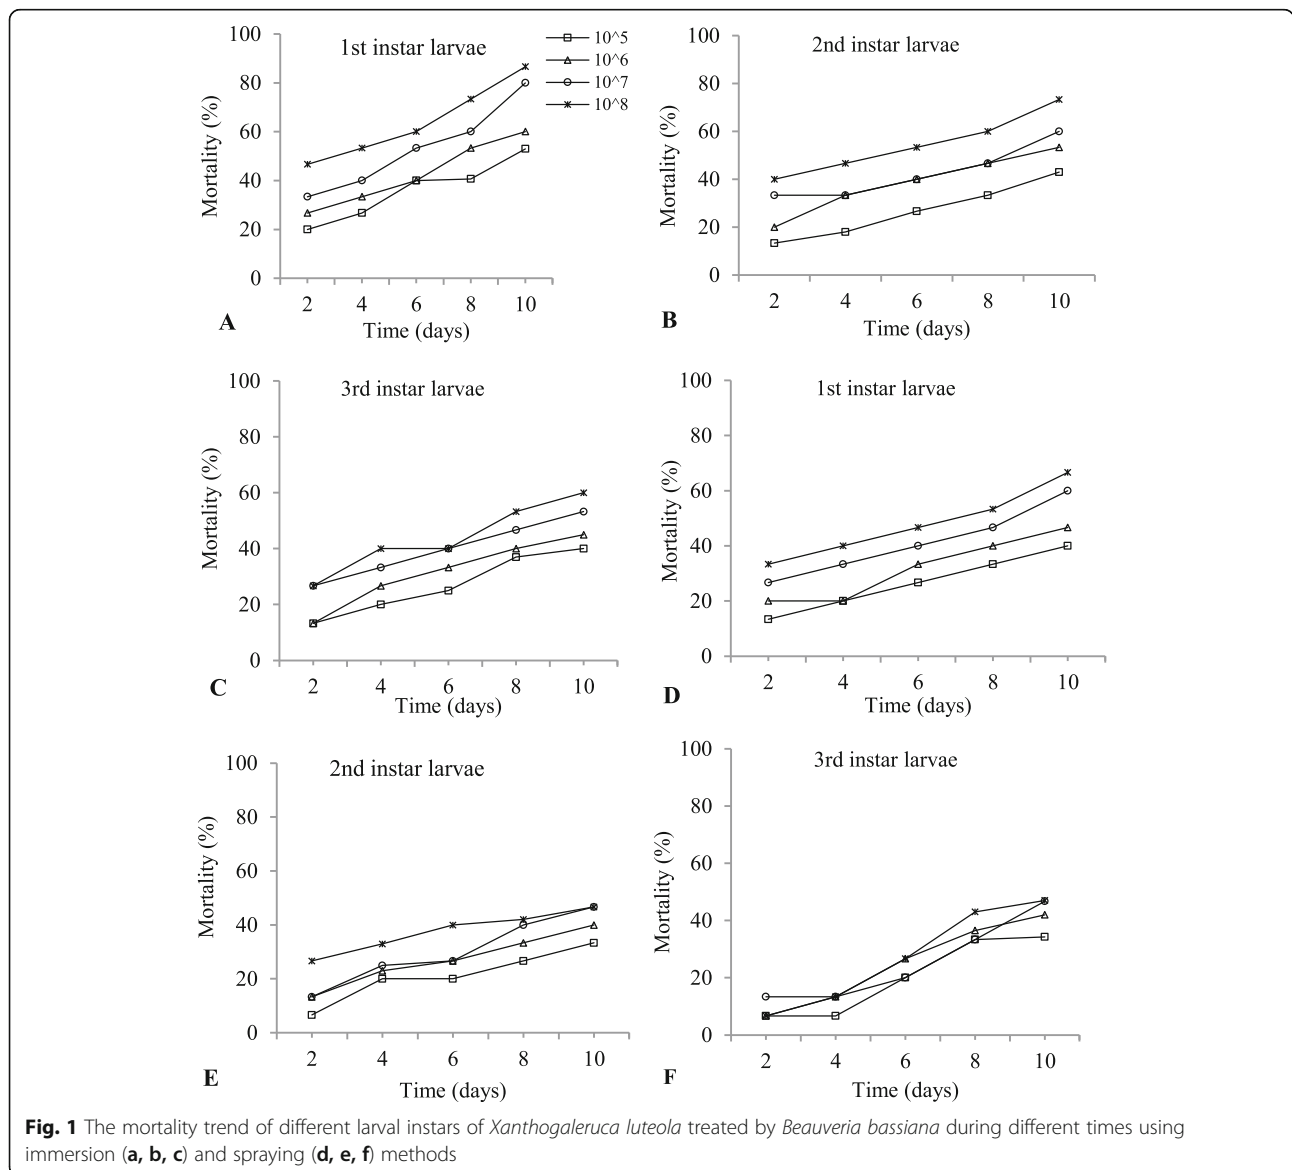 1st instar larvae
10^5
10^6
10^7
10^8
Mortality (%)
100
80
60
40
20
0
2 4 6 8 10
Time (days)
A
2nd instar larvae
Mortality (%)
100
80
60
40
20
0
2 4 6 8 10
Time (days)
B
3rd instar larvae
Mortality (%)
100
80
60
40
20
0
2 4 6 8 10
Time (days)
C
1st instar larvae
Mortality (%)
100
80
60
40
20
0
2 4 6 8 10
Time (days)
D
2nd instar larvae
Mortality (%)
100
80
60
40
20
0
2 4 6 8 10
Time (days)
E
3rd instar larvae
Mortality (%)
100
80
60
40
20
0
2 4 6 8 10
Time (days)
F
Fig. 1 The mortality trend of different larval instars of Xanthogaleruca luteola treated by Beauveria bassiana during different times using
immersion (a, b, c) and spraying (d, e, f) methods